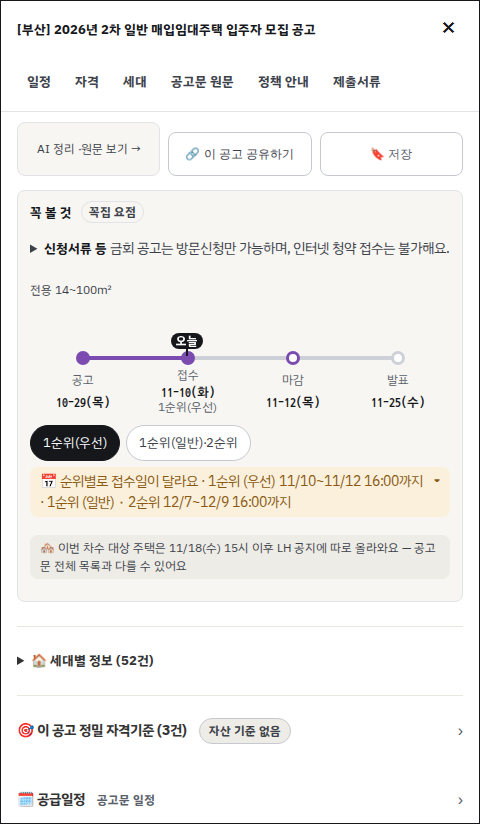 [부산] 2026년 2차 일반 매입임대주택 입주자 모집 공고 ✕
일정 자격 세대 공고문 원문 정책 안내 제출서류
AI 정리 ·원문 보기 → 🔗 이 공고 공유하기 🔖 저장
꼭 볼 것 꼭집 요점
▶ 신청서류 등 금회 공고는 방문신청만 가능하며, 인터넷 청약 접수는 불가해요.
전용 14~100m²
오늘
공고 접수 마감 발표
10-29(목) 11-10(화) 11-12(목) 11-25(수)
1순위(우선)
1순위(우선) 1순위(일반)·2순위
📅 순위별로 접수일이 달라요 · 1순위 (우선) 11/10~11/12 16:00까지
· 1순위 (일반) · 2순위 12/7~12/9 16:00까지
🏘️ 이번 차수 대상 주택은 11/18(수) 15시 이후 LH 공지에 따로 올라와요 — 공고
문 전체 목록과 다를 수 있어요
▶ 🏠 세대별 정보 (52건)
🎯 이 공고 정밀 자격기준 (3건) 자산 기준 없음 ›
🗓️ 공급일정 공고문 일정 ›